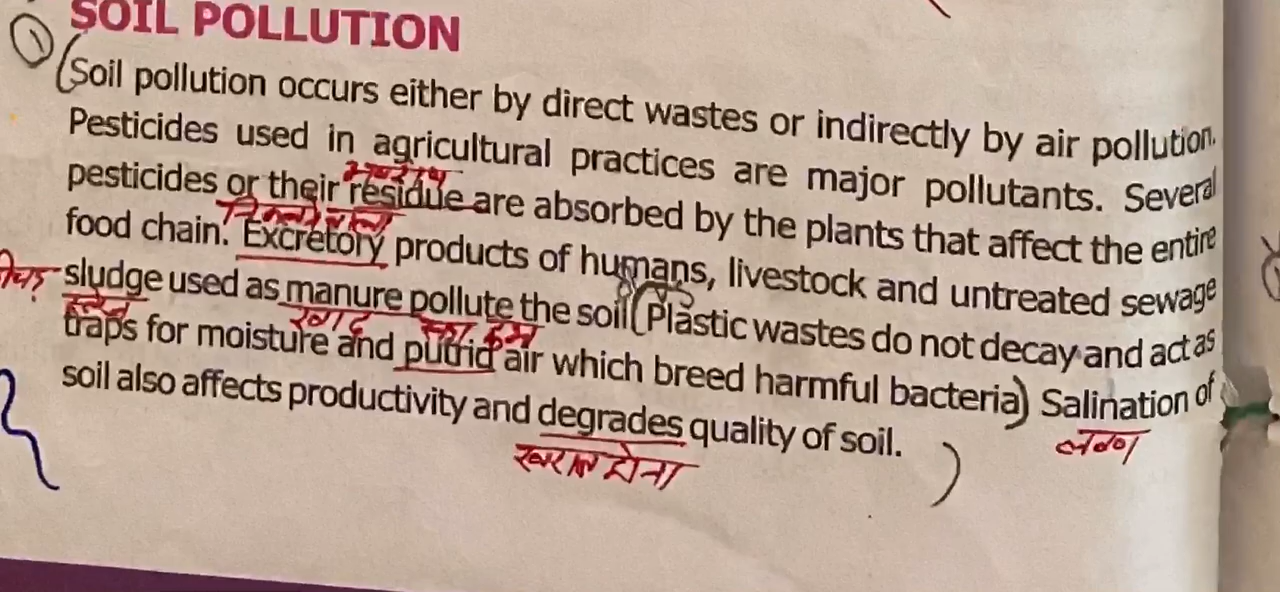 SOIL POLLUTION
①
(Soil pollution occurs either by direct wastes or indirectly by air pollution.
Pesticides used in agricultural practices are major pollutants. Several
अवशेष
pesticides or their residue are absorbed by the plants that affect the entire
food chain. Excretory products of humans, livestock and untreated sewage
sludge used as manure pollute the soil (Plastic wastes do not decay and act as
खाद
traps for moisture and putrid air which breed harmful bacteria) Salination of
लवण
soil also affects productivity and degrades quality of soil. )
खराब होना